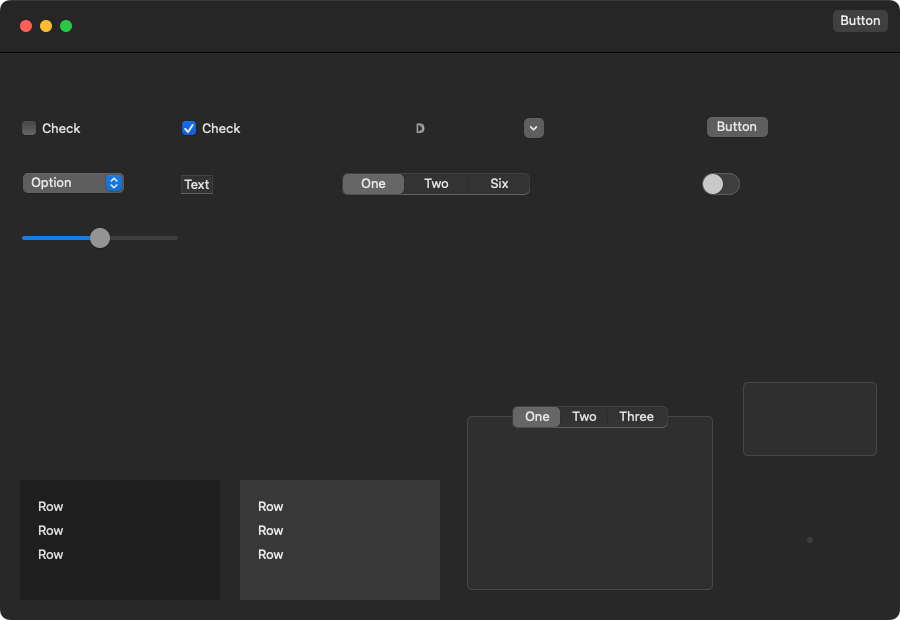 Button
Check
Check
D
Button
Option
Text
One Two Six
One Two Three
Row
Row
Row
Row
Row
Row